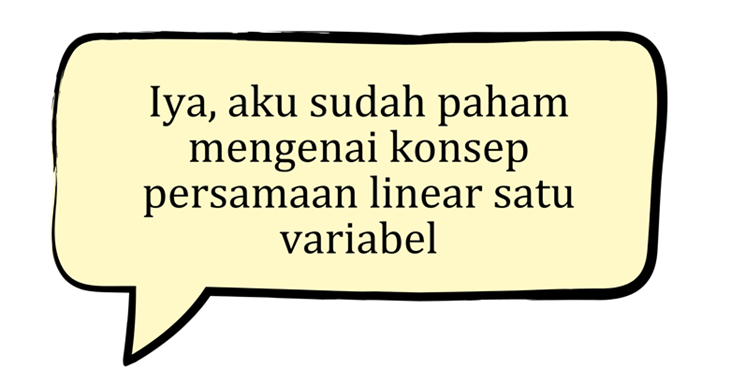 Iya, aku sudah paham
mengenai konsep
persamaan linear satu
variabel